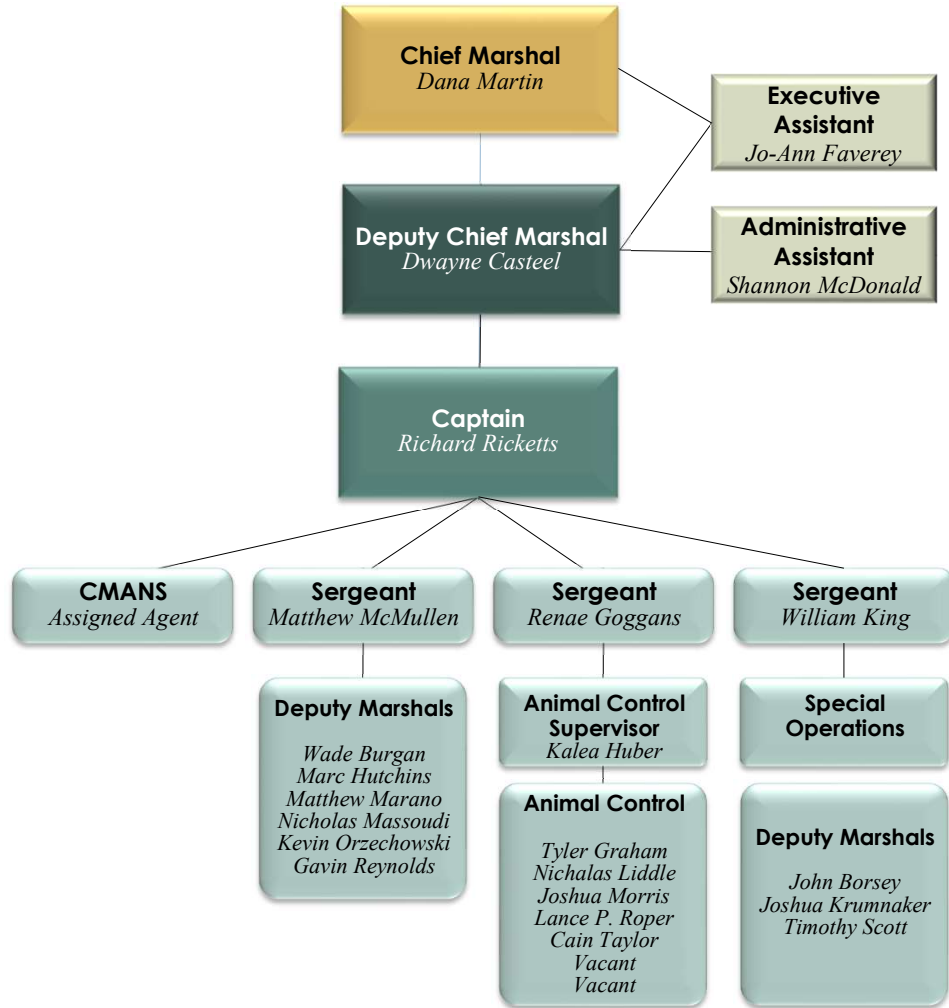 Chief Marshal
Dana Martin
Executive
Assistant
Jo-Ann Faverey
Deputy Chief Marshal
Dwayne Casteel
Administrative
Assistant
Shannon McDonald
Captain
Richard Ricketts
CMANS
Assigned Agent
Sergeant
Matthew McMullen
Sergeant
Renae Goggans
Sergeant
William King
Deputy Marshals
Wade Burgan
Marc Hutchins
Matthew Marano
Nicholas Massoudi
Kevin Orzechowski
Gavin Reynolds
Animal Control
Supervisor
Kalea Huber
Animal Control
Tyler Graham
Nichalas Liddle
Joshua Morris
Lance P. Roper
Cain Taylor
Vacant
Vacant
Special
Operations
Deputy Marshals
John Borsey
Joshua Krumnaker
Timothy Scott